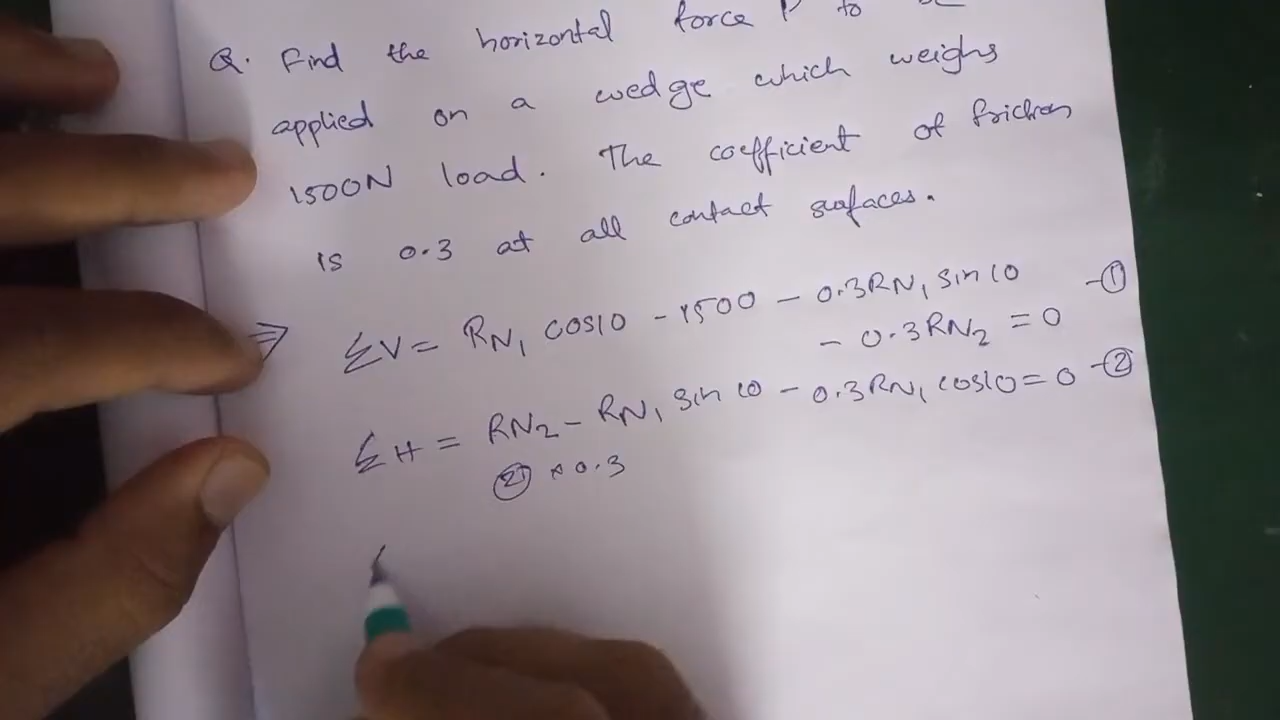 Q. Find the horizontal force P to
applied on a wedge which weighs
1500N load. The coefficient of friction
is 0.3 at all contact surfaces.
⇒ ΣV = RN1 cos10 - 1500 - 0.3RN1 sin10 - ①
- 0.3RN2 = 0
ΣH = RN2 - RN1 sin10 - 0.3RN1 cos10 = 0 - ②
② × 0.3